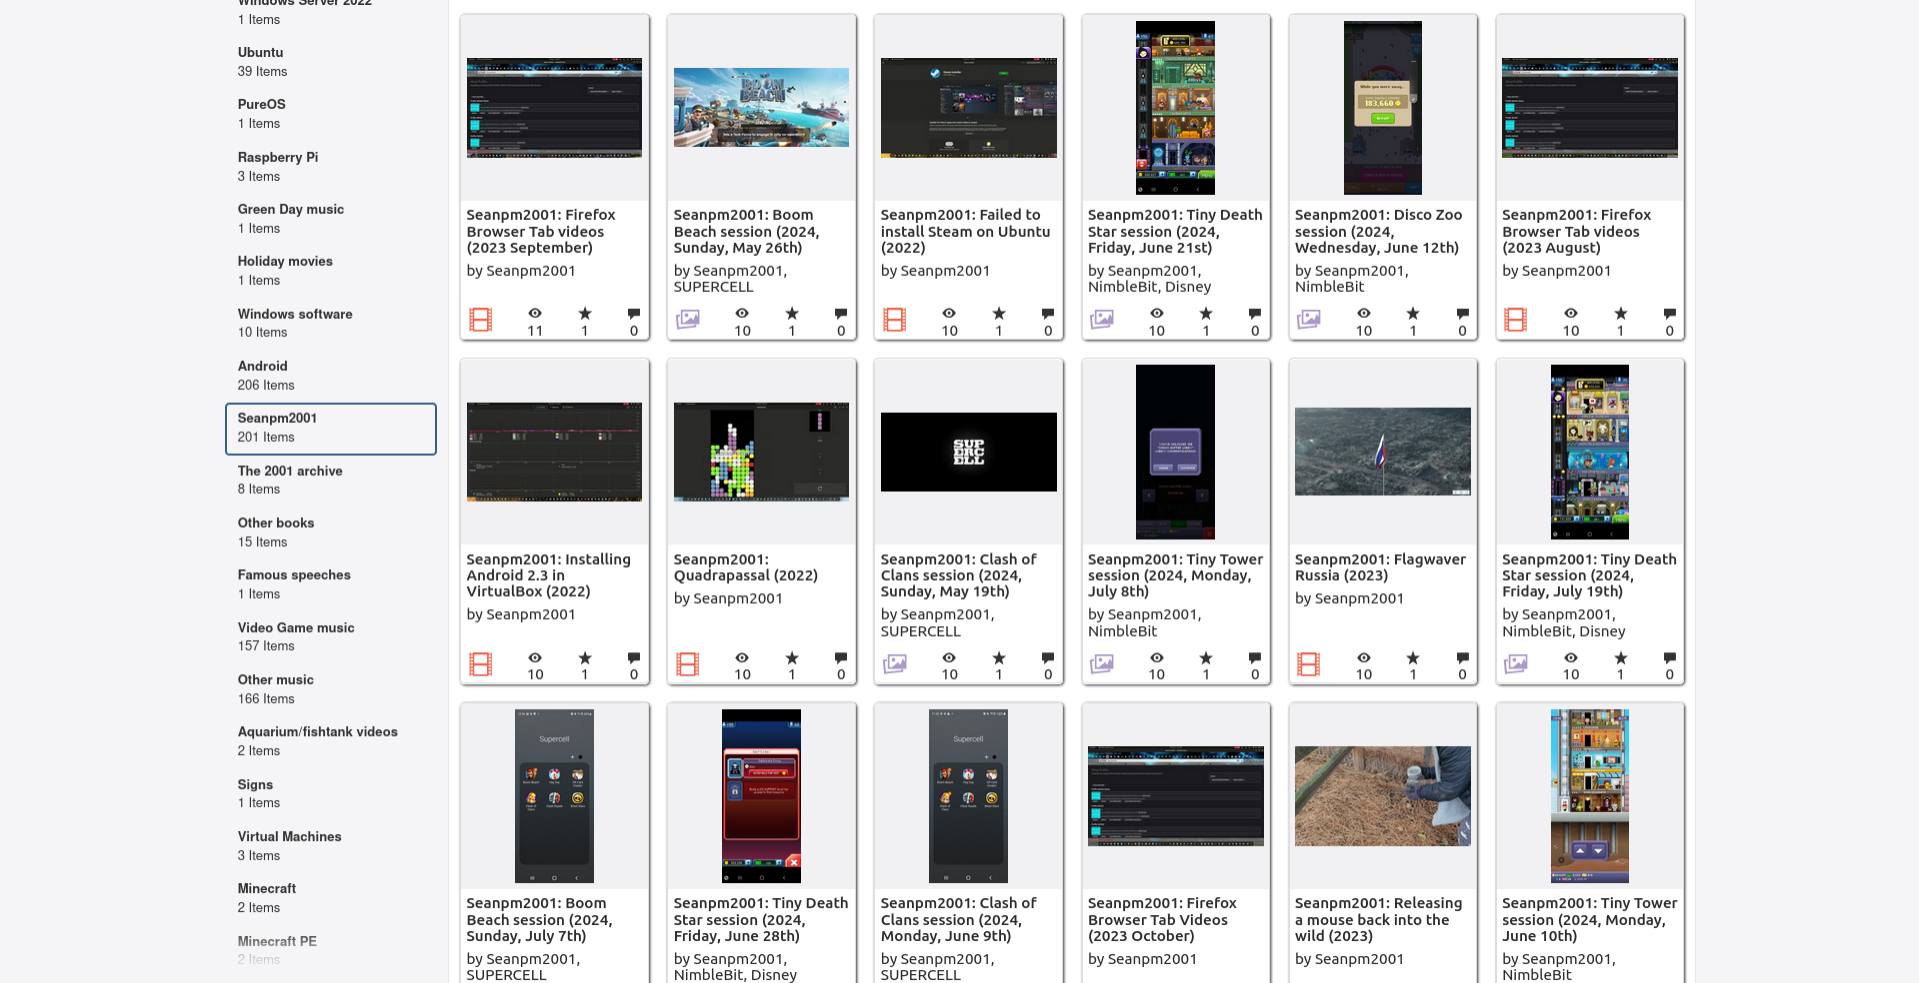 Windows Server 2022
1 Items
Ubuntu
39 Items
PureOS
1 Items
Raspberry Pi
3 Items
Green Day music
1 Items
Holiday movies
1 Items
Windows software
10 Items
Android
206 Items
Seanpm2001
201 Items
The 2001 archive
8 Items
Other books
15 Items
Famous speeches
1 Items
Video Game music
157 Items
Other music
166 Items
Aquarium/fishtank videos
2 Items
Signs
1 Items
Virtual Machines
3 Items
Minecraft
2 Items
Minecraft PE
2 Items
Seanpm2001: Firefox
Browser Tab videos
(2023 September)
by Seanpm2001
11
1
0
BOOM
BEACH
Seanpm2001: Boom
Beach session (2024,
Sunday, May 26th)
by Seanpm2001,
SUPERCELL
10
1
0
Seanpm2001: Failed to
install Steam on Ubuntu
(2022)
by Seanpm2001
10
1
0
Seanpm2001: Tiny Death
Star session (2024,
Friday, June 21st)
by Seanpm2001,
NimbleBit, Disney
10
1
0
While you were away...
183,660
Seanpm2001: Disco Zoo
session (2024,
Wednesday, June 12th)
by Seanpm2001,
NimbleBit
10
1
0
Seanpm2001: Firefox
Browser Tab videos
(2023 August)
by Seanpm2001
10
1
0
Seanpm2001: Installing
Android 2.3 in
VirtualBox (2022)
by Seanpm2001
10
1
0
Seanpm2001:
Quadrapassal (2022)
by Seanpm2001
10
1
0
SUP
ERC
ELL
Seanpm2001: Clash of
Clans session (2024,
Sunday, May 19th)
by Seanpm2001,
SUPERCELL
10
1
0
Seanpm2001: Tiny Tower
session (2024, Monday,
July 8th)
by Seanpm2001,
NimbleBit
10
1
0
Seanpm2001: Flagwaver
Russia (2023)
by Seanpm2001
10
1
0
Seanpm2001: Tiny Death
Star session (2024,
Friday, July 19th)
by Seanpm2001,
NimbleBit, Disney
10
1
0
Supercell
Seanpm2001: Boom
Beach session (2024,
Sunday, July 7th)
by Seanpm2001,
SUPERCELL
Seanpm2001: Tiny Death
Star session (2024,
Friday, June 28th)
by Seanpm2001,
NimbleBit, Disney
Supercell
Seanpm2001: Clash of
Clans session (2024,
Monday, June 9th)
by Seanpm2001,
SUPERCELL
Seanpm2001: Firefox
Browser Tab Videos
(2023 October)
by Seanpm2001
Seanpm2001: Releasing
a mouse back into the
wild (2023)
by Seanpm2001
Seanpm2001: Tiny Tower
session (2024, Monday,
June 10th)
by Seanpm2001,
NimbleBit